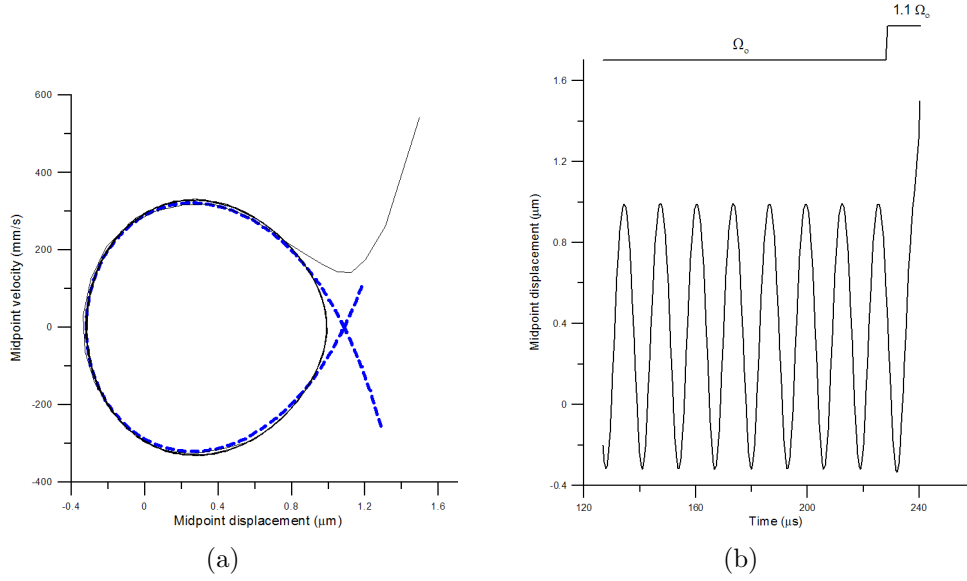 1.1 Ωₒ
Ωₒ
600
400
200
0
-200
-400
Midpoint velocity (mm/s)
-0.4
0
0.4
0.8
1.2
1.6
Midpoint displacement (μm)
(a)
1.6
1.2
0.8
0.4
0
-0.4
Midpoint displacement (μm)
120
160
200
240
Time (μs)
(b)